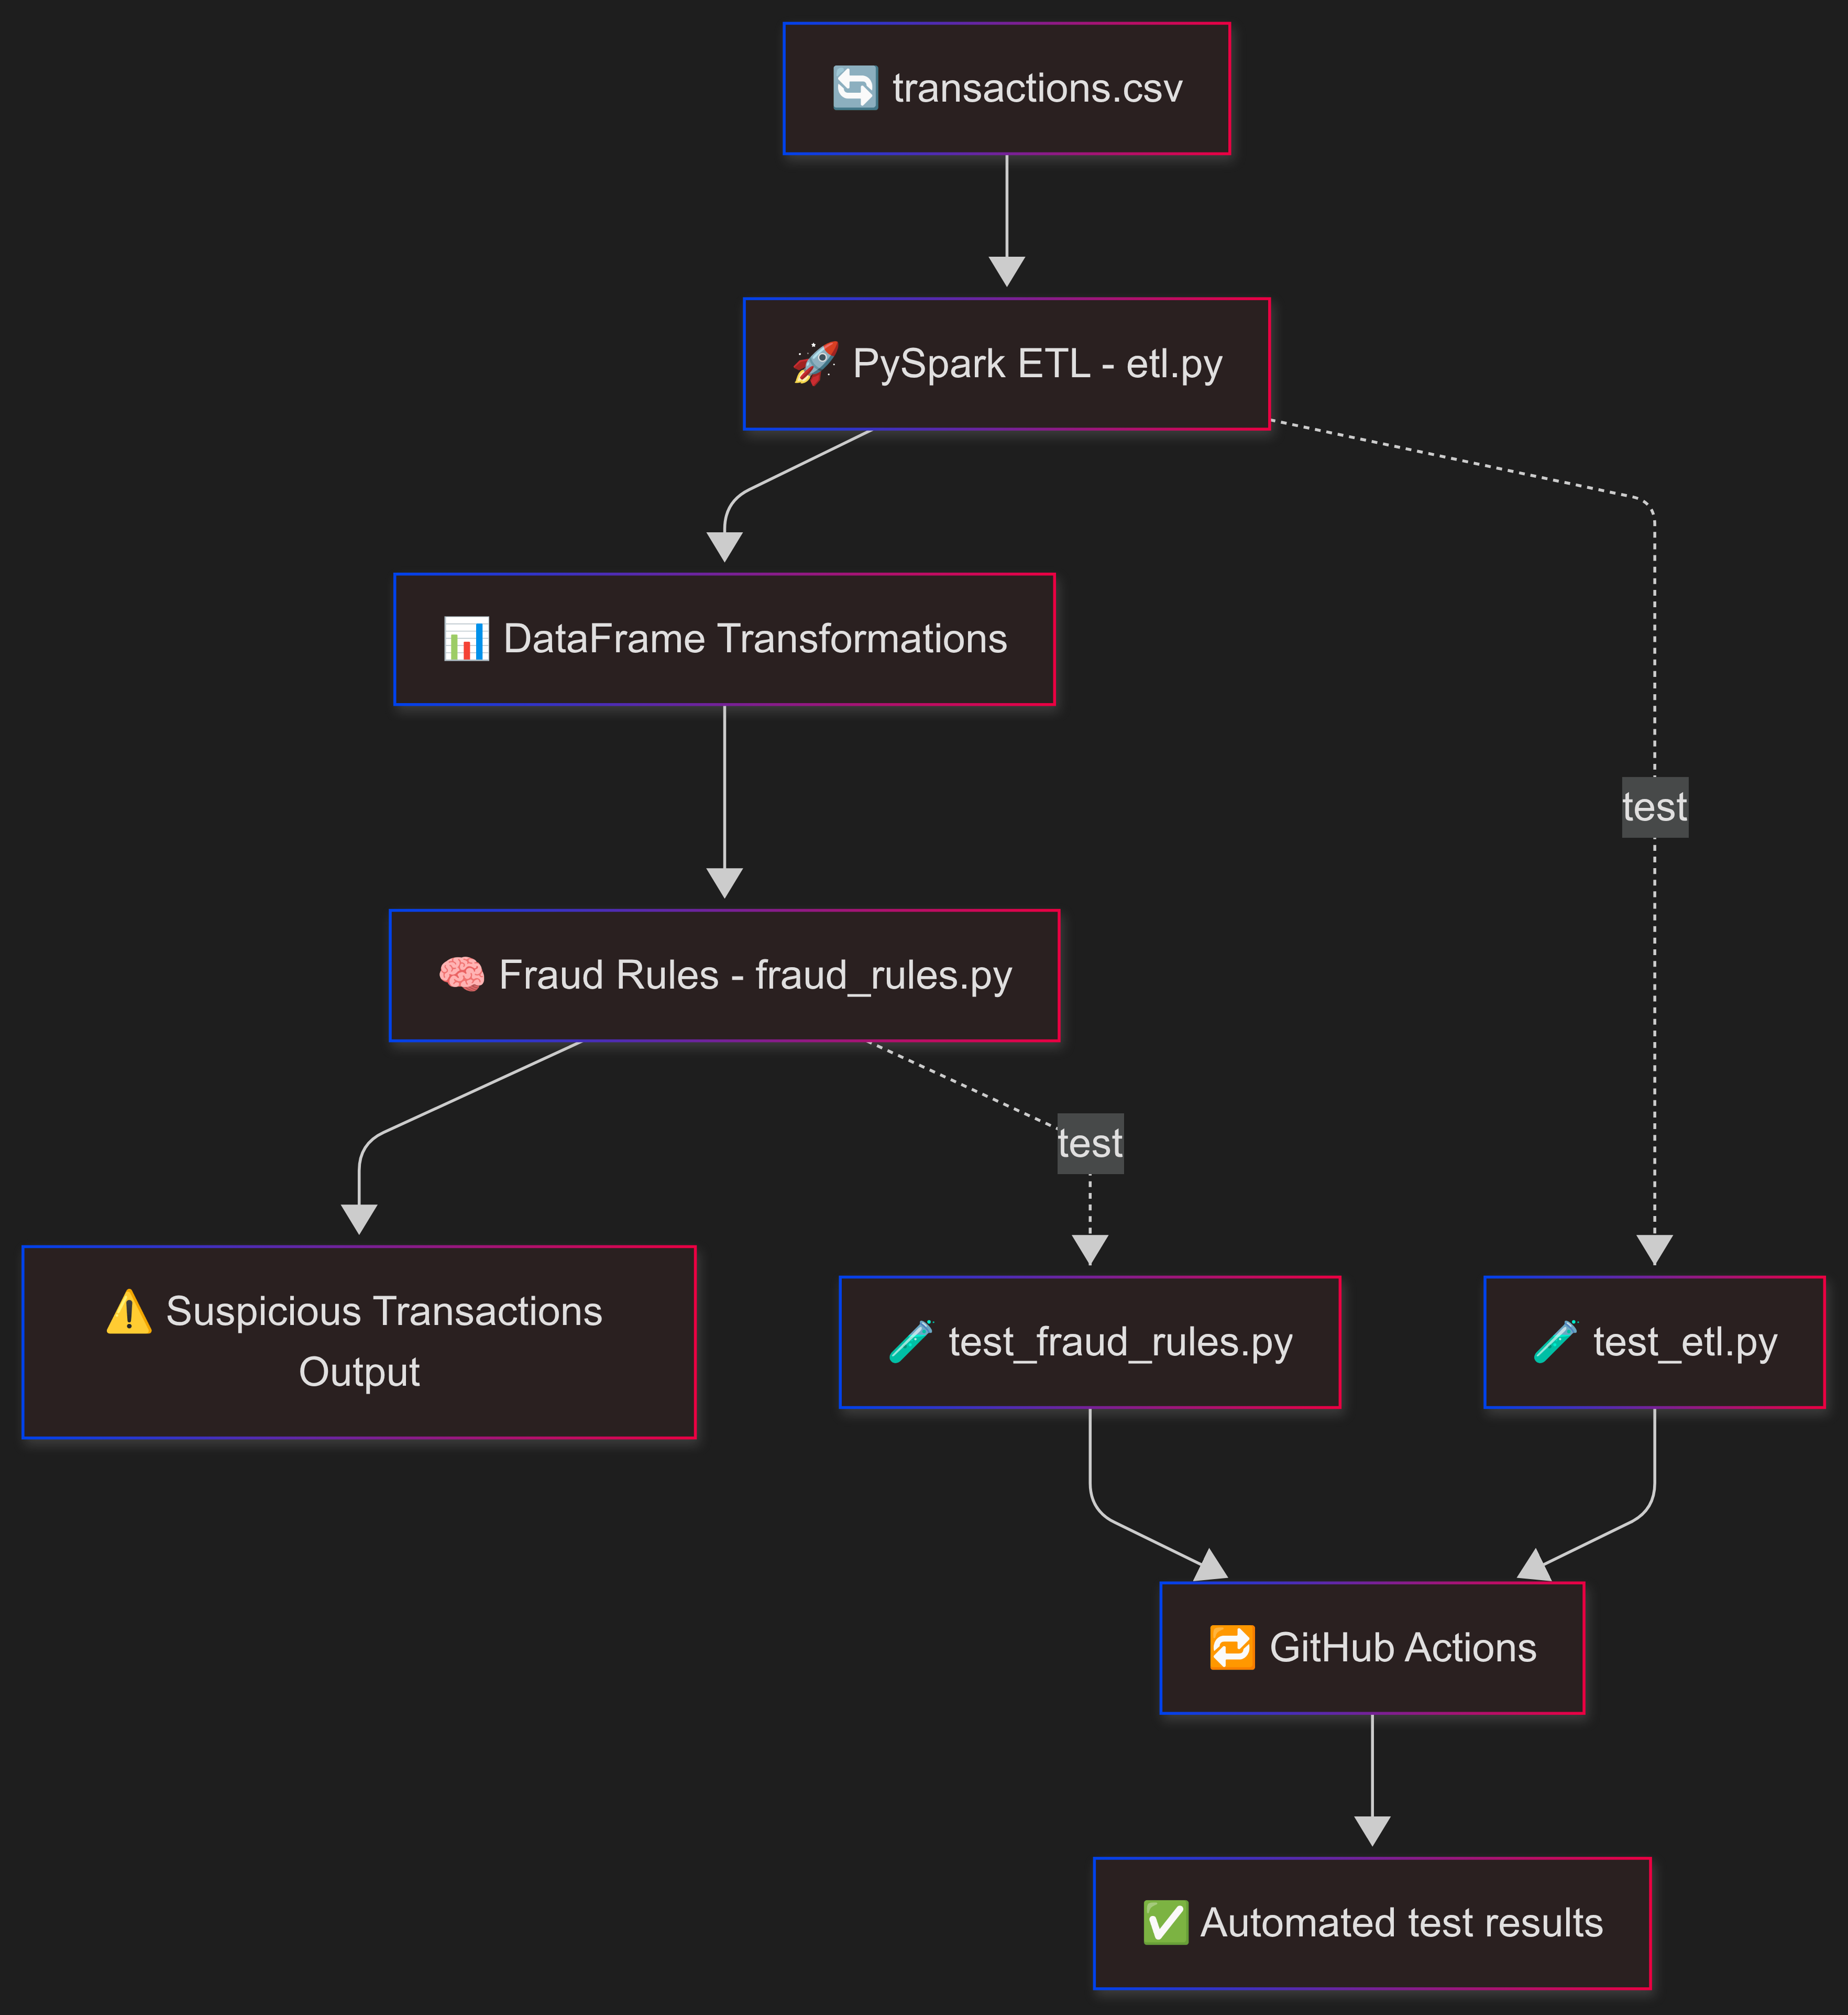 🔄 transactions.csv
🚀 PySpark ETL - etl.py
📊 DataFrame Transformations
test
🧠 Fraud Rules - fraud_rules.py
test
⚠️ Suspicious Transactions
Output
🧪 test_fraud_rules.py
🧪 test_etl.py
🔁 GitHub Actions
✅ Automated test results